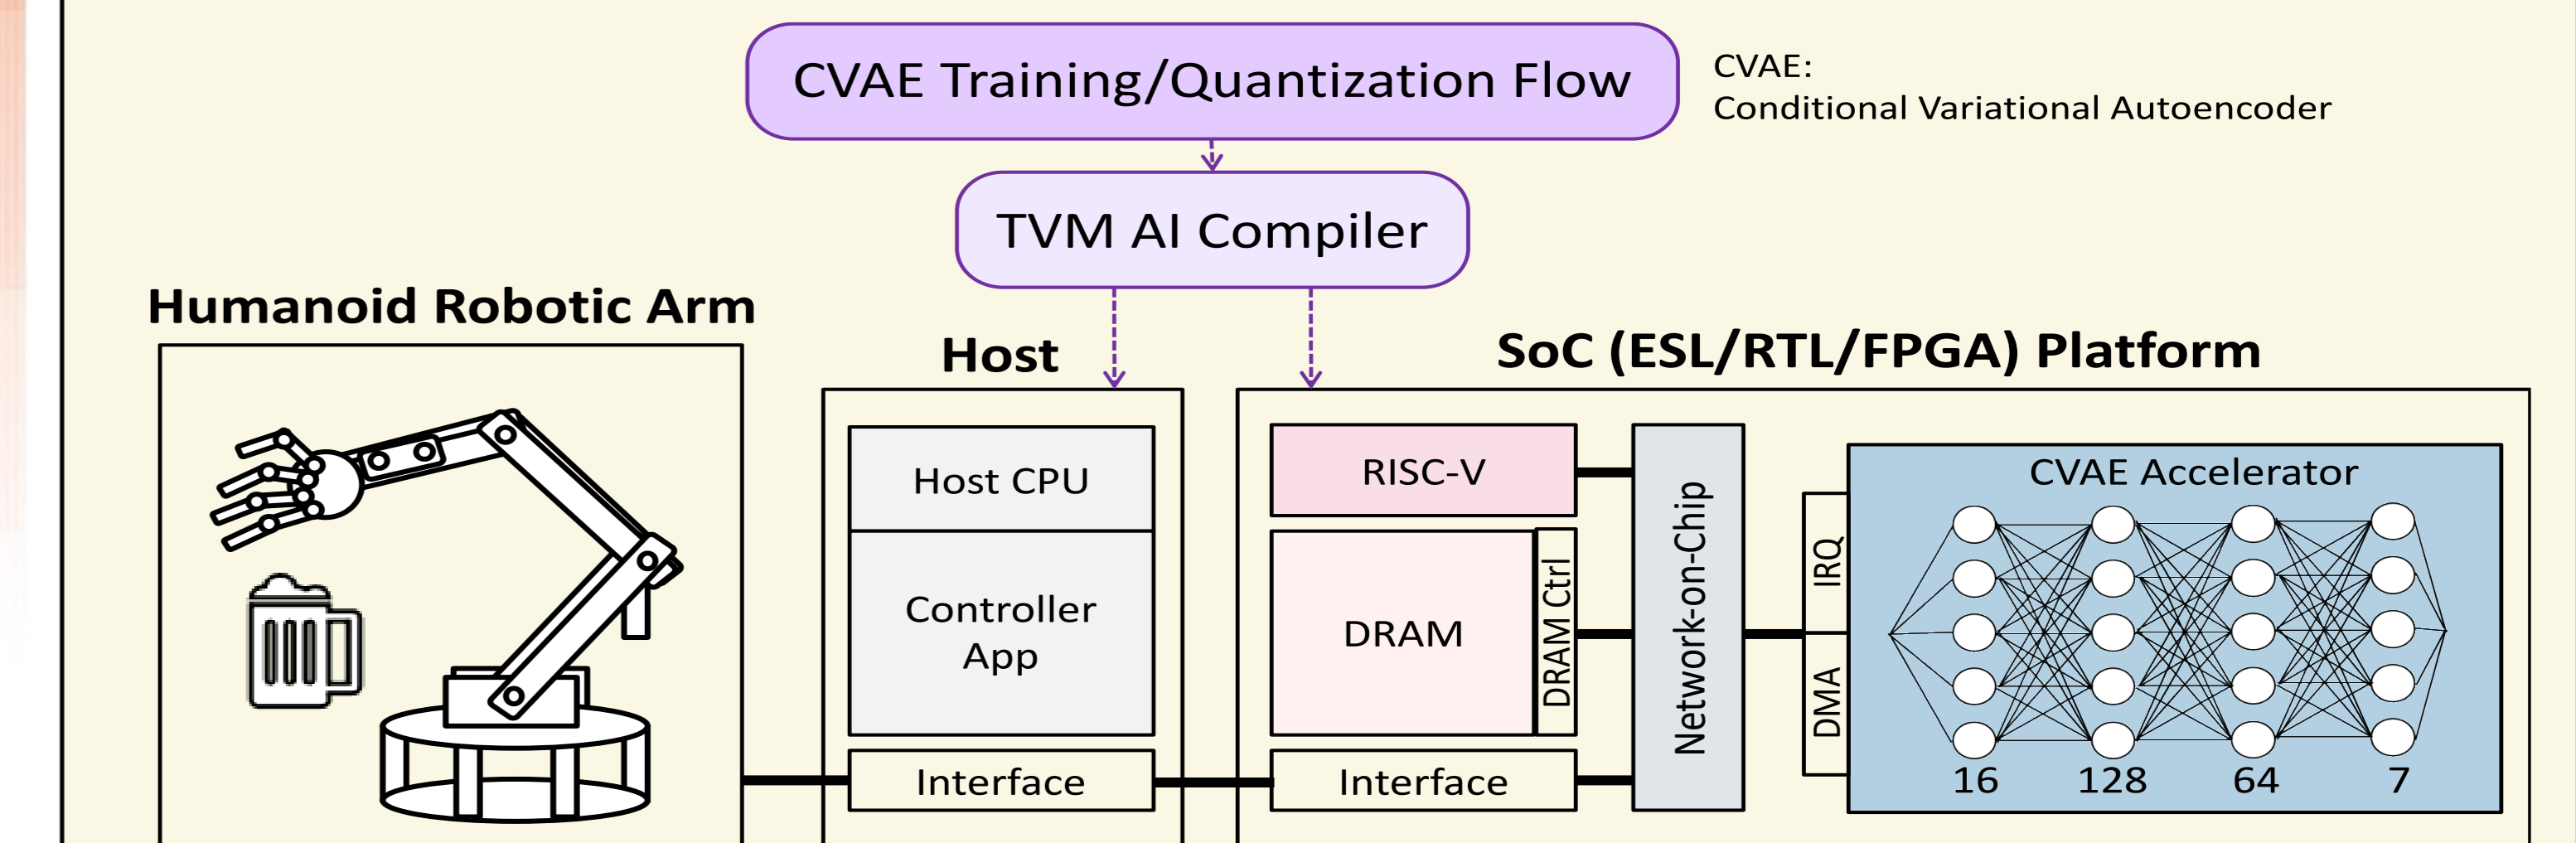 CVAE Training/Quantization Flow
CVAE:
Conditional Variational Autoencoder
TVM AI Compiler
Humanoid Robotic Arm
Host
SoC (ESL/RTL/FPGA) Platform
Host CPU
Controller
App
Interface
RISC-V
DRAM
DRAM Ctrl
Interface
Network-on-Chip
IRQ
DMA
CVAE Accelerator
16 128 64 7